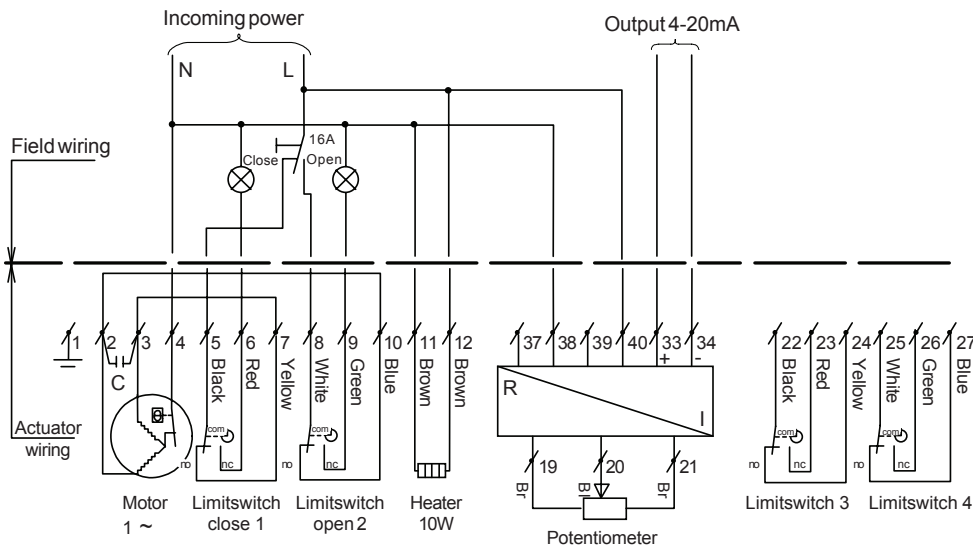 Incoming power
Output 4-20mA
N L
Field wiring
16A
Close Open
1 2 3 4 5 6 7 8 9 10 11 12 37 38 39 40 33 34 22 23 24 25 26 27
+ -
C
Black Red Yellow White Green Blue Brown Brown
Black Red Yellow White Green Blue
R I
Actuator wiring
com com com com
no nc no nc no nc no nc
19 20 21
Br Bl Br
Motor
1 ~
Limitswitch
close 1
Limitswitch
open 2
Heater
10W
Potentiometer
Limitswitch 3
Limitswitch 4